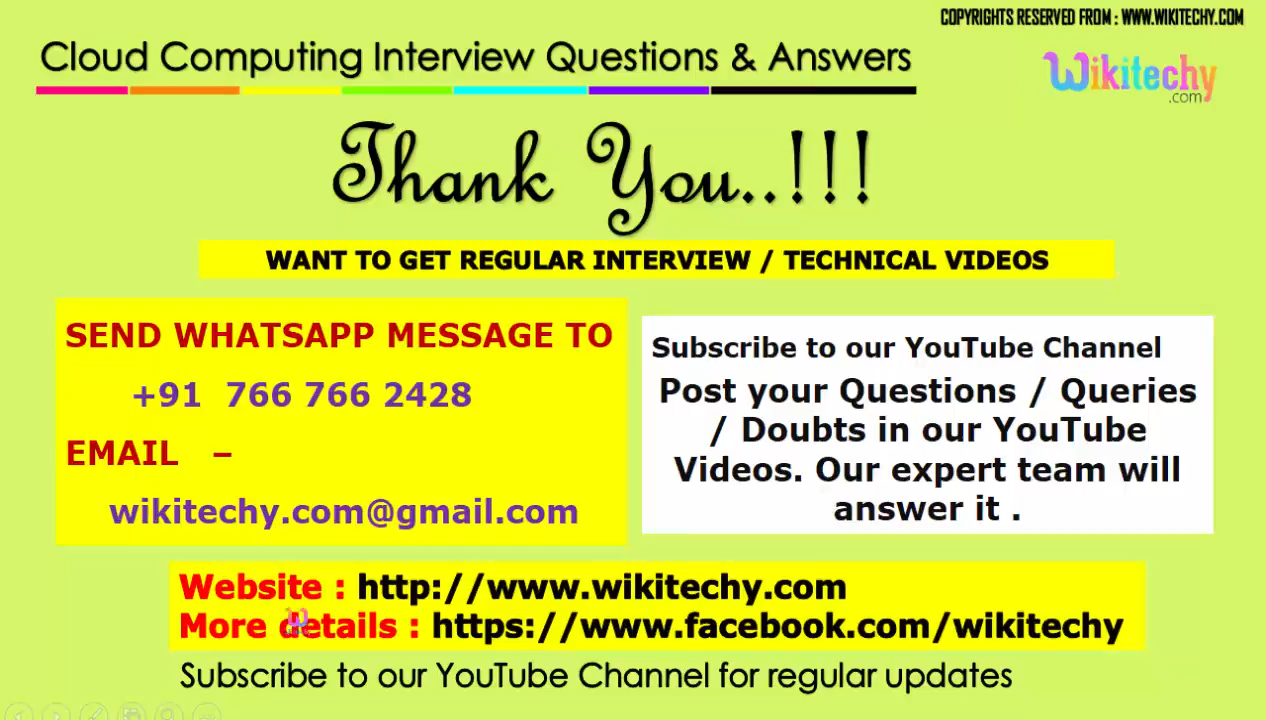 COPYRIGHTS RESERVED FROM : WWW.WIKITECHY.COM
Cloud Computing Interview Questions & Answers
Wikitechy
.com
Thank You..!!!
WANT TO GET REGULAR INTERVIEW / TECHNICAL VIDEOS
SEND WHATSAPP MESSAGE TO
+91 766 766 2428
EMAIL –
wikitechy.com@gmail.com
Subscribe to our YouTube Channel
Post your Questions / Queries
/ Doubts in our YouTube
Videos. Our expert team will
answer it .
Website : http://www.wikitechy.com
More details : https://www.facebook.com/wikitechy
Subscribe to our YouTube Channel for regular updates